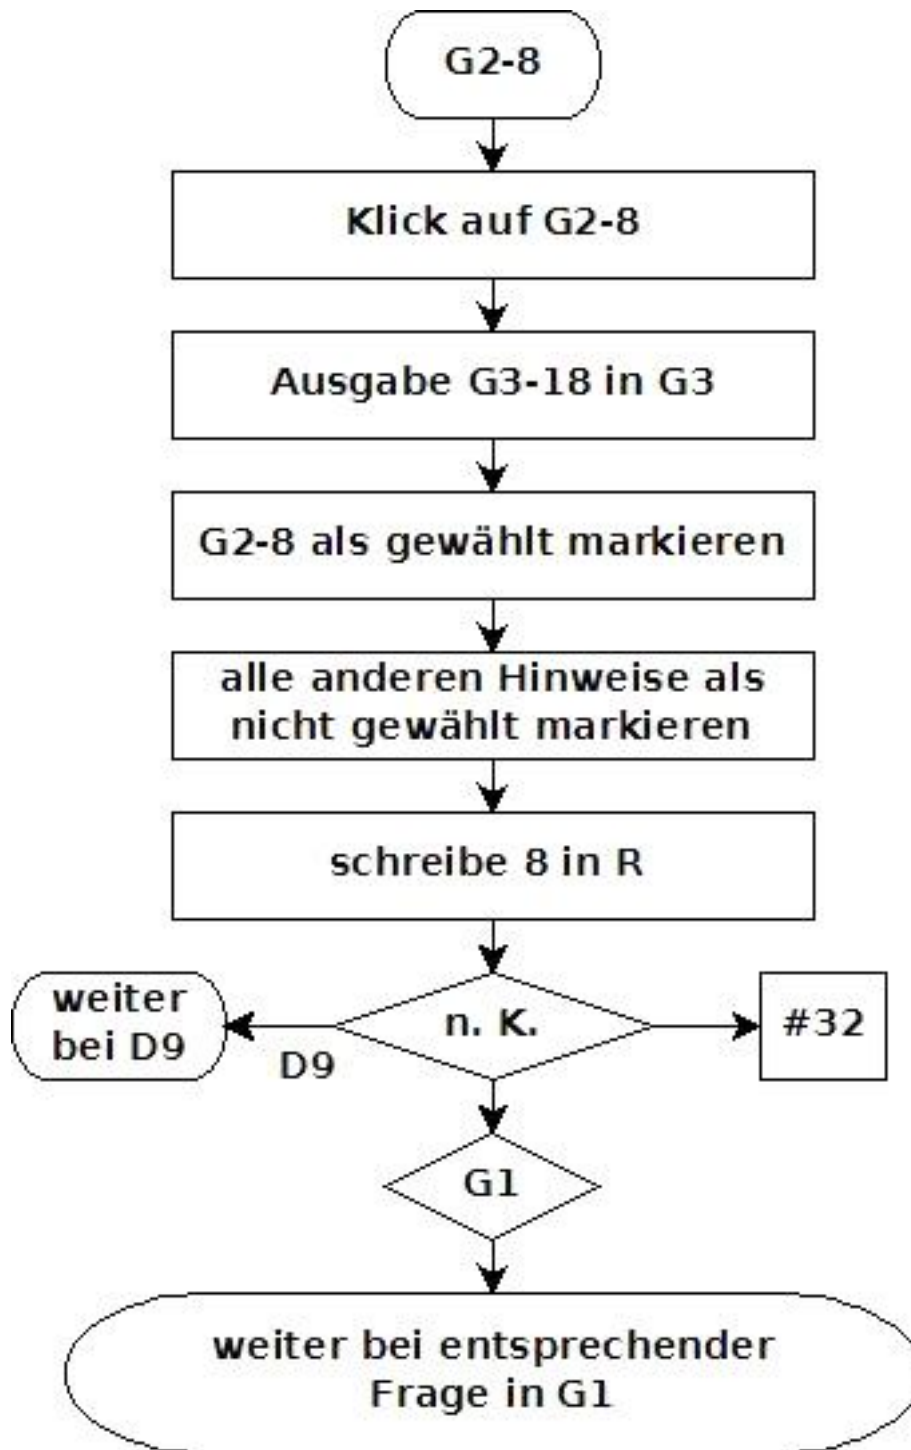 G2-8
Klick auf G2-8
Ausgabe G3-18 in G3
G2-8 als gewählt markieren
alle anderen Hinweise als
nicht gewählt markieren
schreibe 8 in R
weiter
bei D9
D9
n. K.
#32
G1
weiter bei entsprechender
Frage in G1